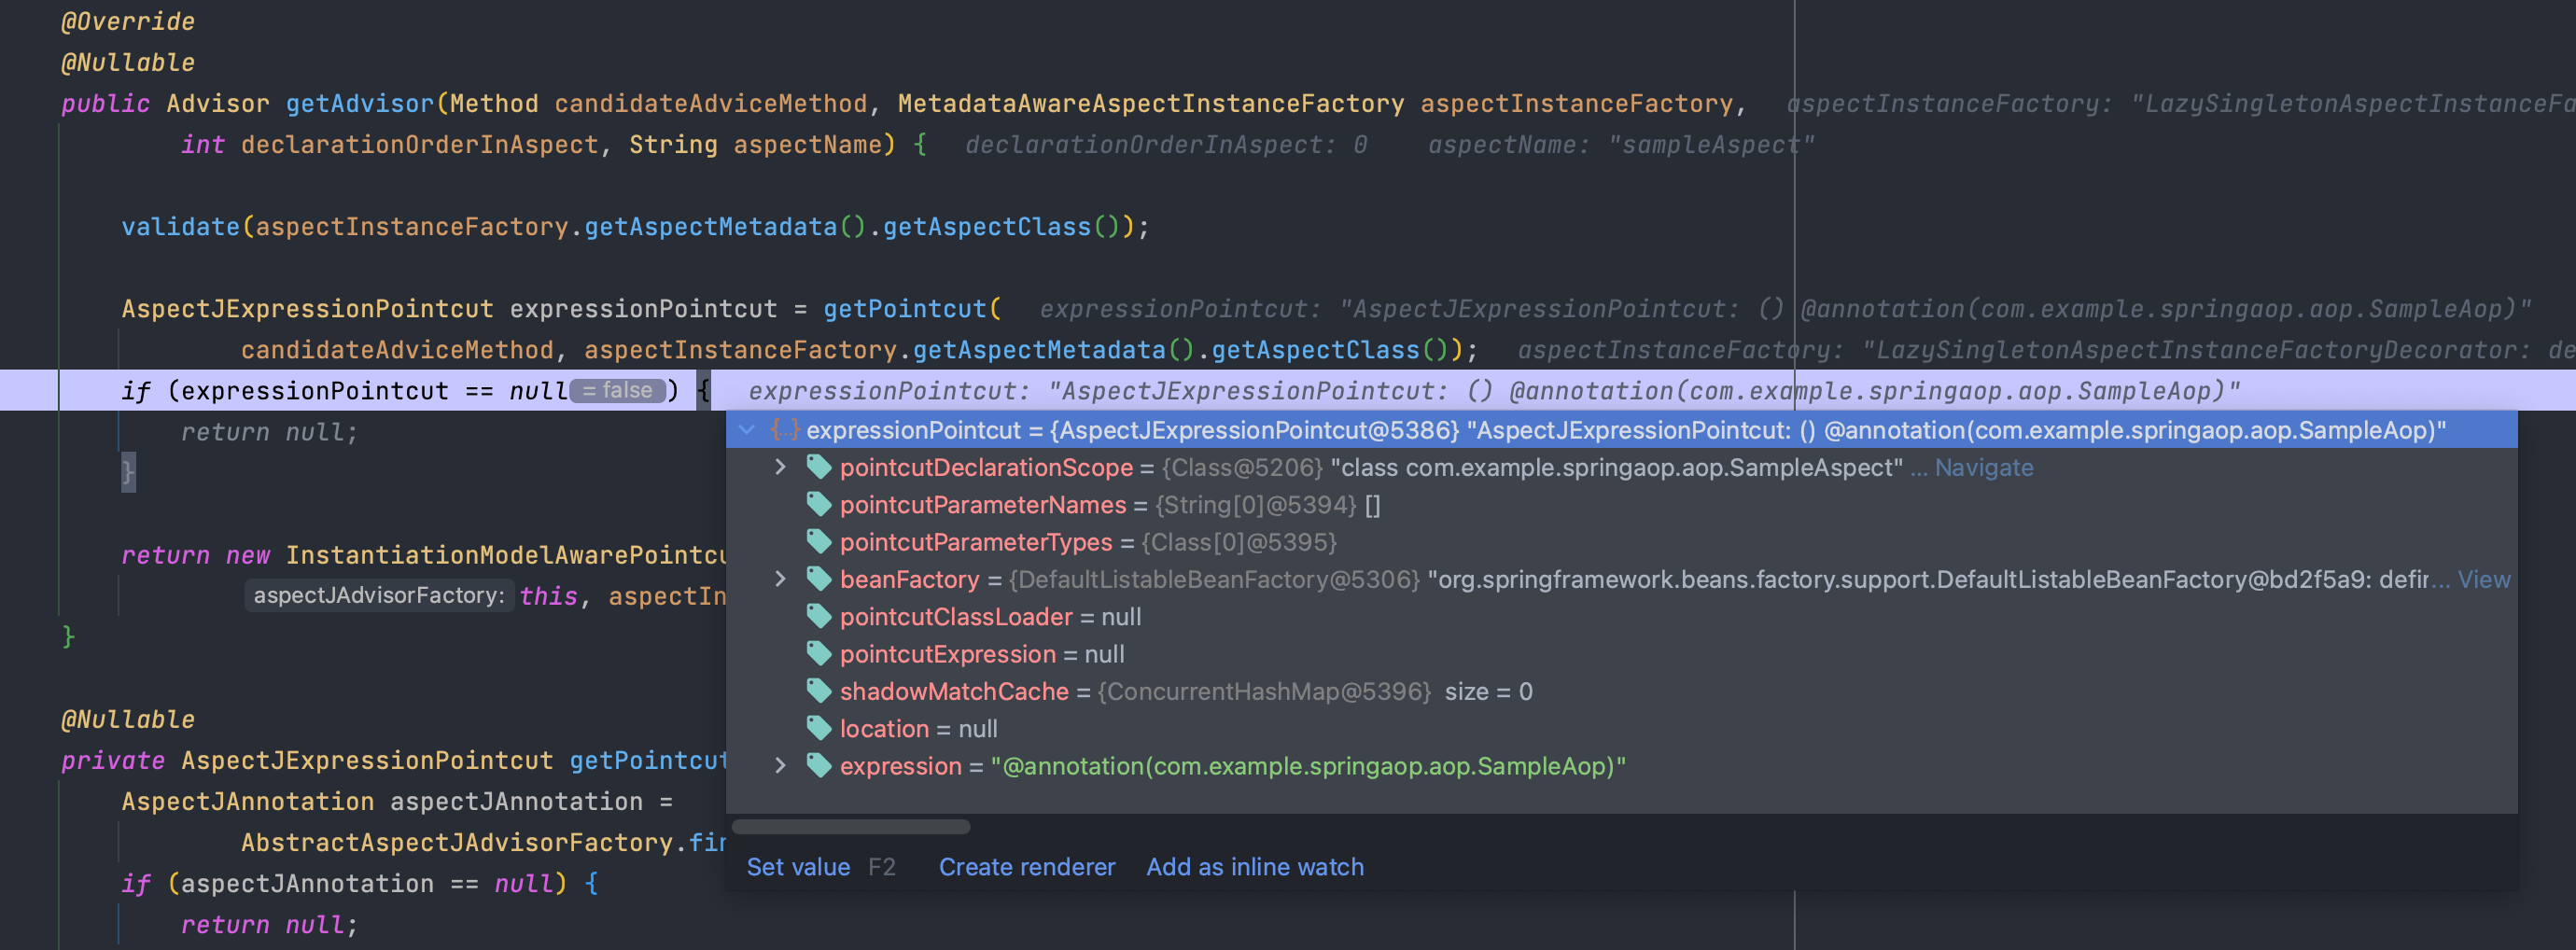 @Override
@Nullable
public Advisor getAdvisor(Method candidateAdviceMethod, MetadataAwareAspectInstanceFactory aspectInstanceFactory, aspectInstanceFactory: "LazySingletonAspectInstanceFa
int declarationOrderInAspect, String aspectName) { declarationOrderInAspect: 0 aspectName: "sampleAspect"
validate(aspectInstanceFactory.getAspectMetadata().getAspectClass());
AspectJExpressionPointcut expressionPointcut = getPointcut( expressionPointcut: "AspectJExpressionPointcut: () @annotation(com.example.springaop.aop.SampleAop)"
candidateAdviceMethod, aspectInstanceFactory.getAspectMetadata().getAspectClass()); aspectInstanceFactory: "LazySingletonAspectInstanceFactoryDecorator: de
if (expressionPointcut == null = false ) { expressionPointcut: "AspectJExpressionPointcut: () @annotation(com.example.springaop.aop.SampleAop)"
{..} expressionPointcut = {AspectJExpressionPointcut@5386} "AspectJExpressionPointcut: () @annotation(com.example.springaop.aop.SampleAop)"
return null;
pointcutDeclarationScope = {Class@5206} "class com.example.springaop.aop.SampleAspect" ... Navigate
}
pointcutParameterNames = {String[0]@5394} []
pointcutParameterTypes = {Class[0]@5395}
return new InstantiationModelAwarePointcu
beanFactory = {DefaultListableBeanFactory@5306} "org.springframework.beans.factory.support.DefaultListableBeanFactory@bd2f5a9: defin... View
aspectJAdvisorFactory: this, aspectIn
pointcutClassLoader = null
}
pointcutExpression = null
shadowMatchCache = {ConcurrentHashMap@5396} size = 0
@Nullable
location = null
private AspectJExpressionPointcut getPointcut
expression = "@annotation(com.example.springaop.aop.SampleAop)"
AspectJAnnotation aspectJAnnotation =
AbstractAspectJAdvisorFactory.fin
Set value F2 Create renderer Add as inline watch
if (aspectJAnnotation == null) {
return null;